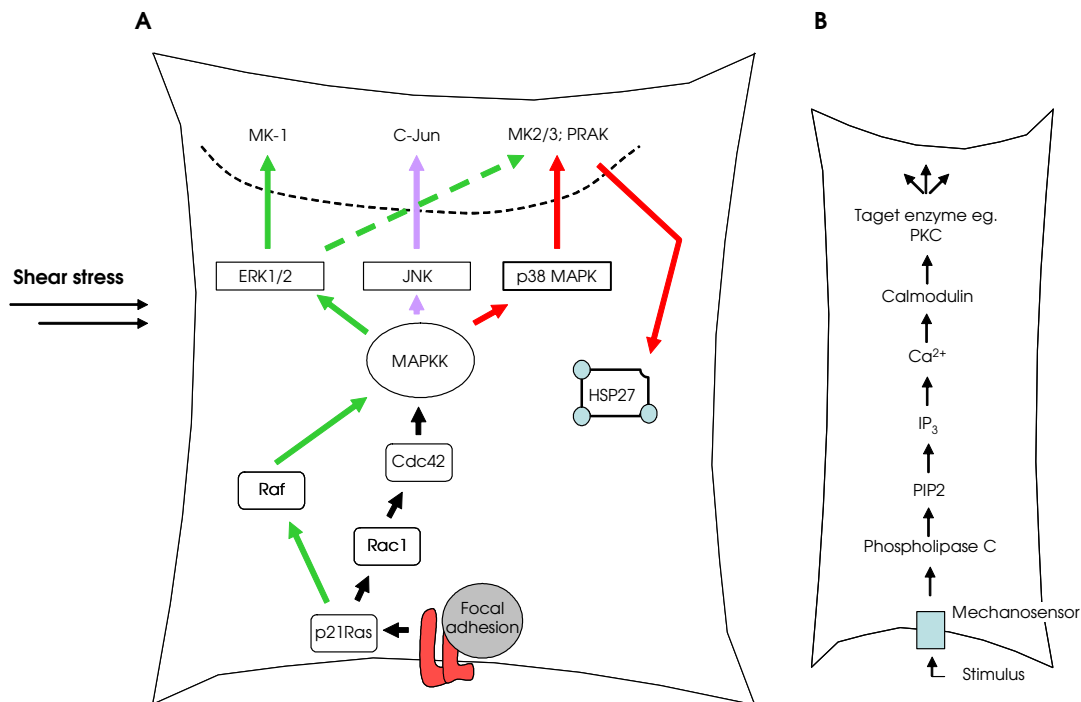 A
B
MK-1
C-Jun
MK2/3; PRAK
Shear stress
ERK1/2
JNK
p38 MAPK
MAPKK
HSP27
Cdc42
Raf
Rac1
p21Ras
Focal
adhesion
Taget enzyme eg.
PKC
Calmodulin
Ca²⁺
IP₃
PIP2
Phospholipase C
Mechanosensor
Stimulus